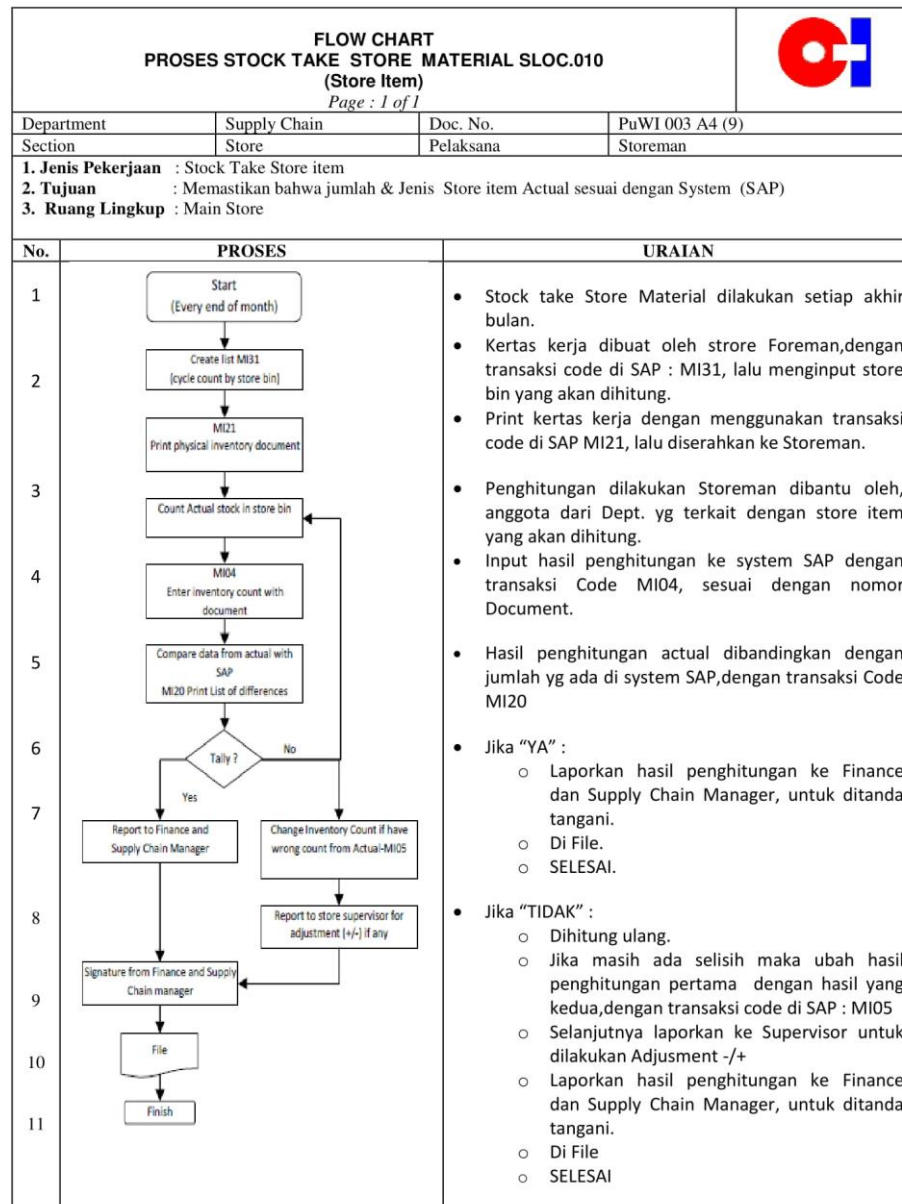 FLOW CHART
PROSES STOCK TAKE STORE MATERIAL SLOC.010
(Store Item)
Page : 1 of 1
Department Supply Chain Doc. No. PuWI 003 A4 (9)
Section Store Pelaksana Storeman
1. Jenis Pekerjaan : Stock Take Store item
2. Tujuan : Memastikan bahwa jumlah & Jenis Store item Actual sesuai dengan System (SAP)
3. Ruang Lingkup : Main Store
No. PROSES URAIAN
1
2
3
4
5
6
7
8
9
10
11
Start
(Every end of month)
Create list MI31
(cycle count by store bin)
MI21
Print physical inventory document
Count Actual stock in store bin
MI04
Enter inventory count with
document
Compare data from actual with
SAP
MI20 Print List of differences
Tally ?
No
Yes
Report to Finance and
Supply Chain Manager
Change Inventory Count if have
wrong count from Actual-MI05
Report to store supervisor for
adjustment (+/-) if any
Signature from Finance and Supply
Chain manager
File
Finish
• Stock take Store Material dilakukan setiap akhir
bulan.
• Kertas kerja dibuat oleh strore Foreman,dengan
transaksi code di SAP : MI31, lalu menginput store
bin yang akan dihitung.
• Print kertas kerja dengan menggunakan transaksi
code di SAP MI21, lalu diserahkan ke Storeman.
• Penghitungan dilakukan Storeman dibantu oleh,
anggota dari Dept. yg terkait dengan store item
yang akan dihitung.
• Input hasil penghitungan ke system SAP dengan
transaksi Code MI04, sesuai dengan nomor
Document.
• Hasil penghitungan actual dibandingkan dengan
jumlah yg ada di system SAP,dengan transaksi Code
MI20
• Jika “YA” :
o Laporkan hasil penghitungan ke Finance
dan Supply Chain Manager, untuk ditanda
tangani.
o Di File.
o SELESAI.
• Jika “TIDAK” :
o Dihitung ulang.
o Jika masih ada selisih maka ubah hasil
penghitungan pertama dengan hasil yang
kedua,dengan transaksi code di SAP : MI05
o Selanjutnya laporkan ke Supervisor untuk
dilakukan Adjusment -/+
o Laporkan hasil penghitungan ke Finance
dan Supply Chain Manager, untuk ditanda
tangani.
o Di File
o SELESAI